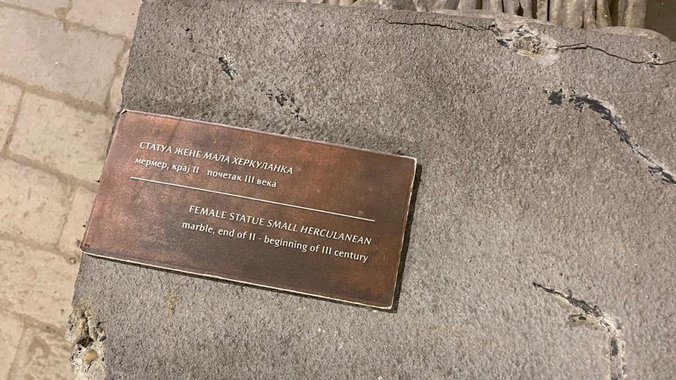 СТАТУА ЖЕНЕ МАЛА ХЕРКУЛАНКА
мермер, крај II - почетак III века
FEMALE STATUE SMALL HERCULANEAN
marble, end of II - beginning of III century